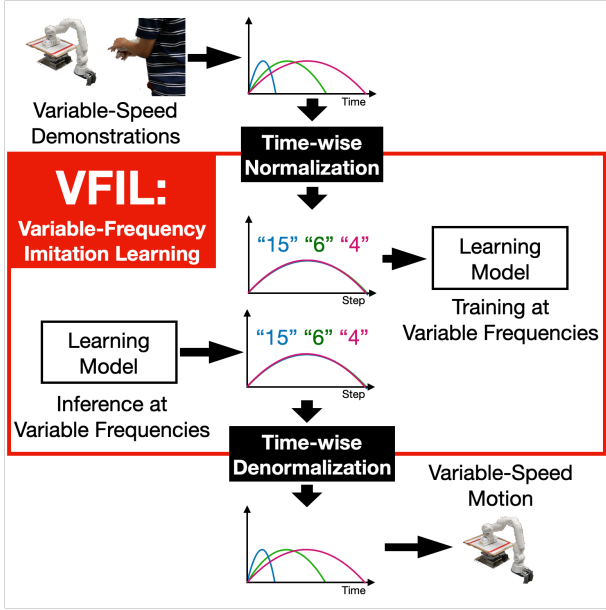 Time
Variable-Speed
Demonstrations
Time-wise
Normalization
VFIL:
Variable-Frequency
Imitation Learning
“15” “6” “4”
Step
Learning
Model
Training at
Variable Frequencies
“15” “6” “4”
Step
Learning
Model
Inference at
Variable Frequencies
Time-wise
Denormalization
Variable-Speed
Motion
Time